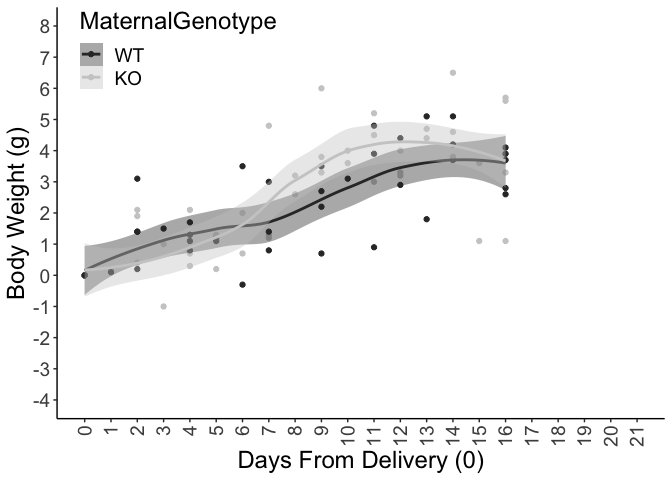 MaternalGenotype
WT
KO
Body Weight (g)
8
7
6
5
4
3
2
1
0
-1
-2
-3
-4
0 1 2 3 4 5 6 7 8 9 10 11 12 13 14 15 16 17 18 19 20 21
Days From Delivery (0)